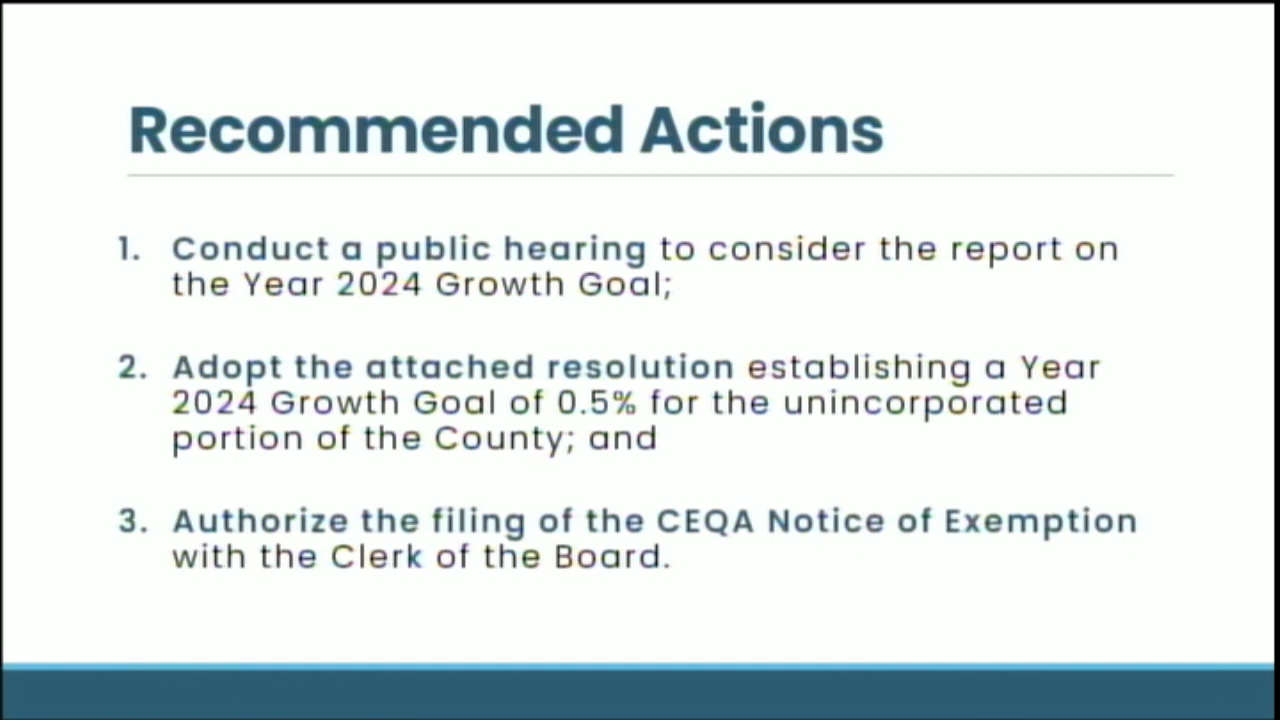 Recommended Actions
1. Conduct a public hearing to consider the report on
the Year 2024 Growth Goal;
2. Adopt the attached resolution establishing a Year
2024 Growth Goal of 0.5% for the unincorporated
portion of the County; and
3. Authorize the filing of the CEQA Notice of Exemption
with the Clerk of the Board.